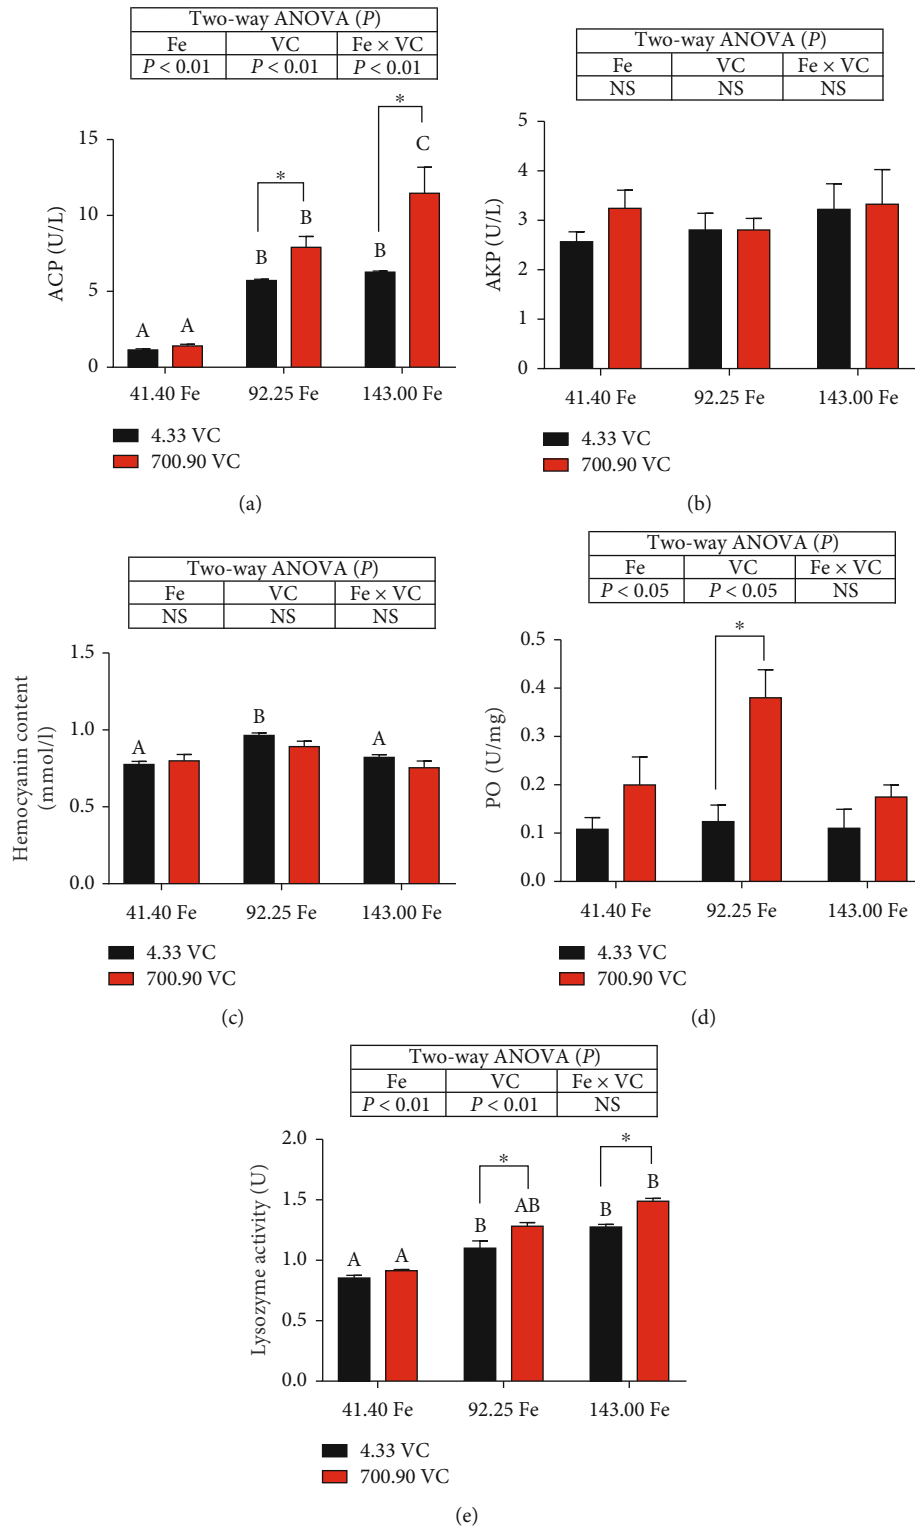 Two-way ANOVA (P)
Fe VC Fe × VC
P < 0.01 P < 0.01 P < 0.01
ACP (U/L)
15
10
5
0
A A B B B C
* *
41.40 Fe 92.25 Fe 143.00 Fe
4.33 VC
700.90 VC
(a)
Two-way ANOVA (P)
Fe VC Fe × VC
NS NS NS
AKP (U/L)
5
4
3
2
1
0
41.40 Fe 92.25 Fe 143.00 Fe
4.33 VC
700.90 VC
(b)
Two-way ANOVA (P)
Fe VC Fe × VC
NS NS NS
Hemocyanin content
(mmol/l)
1.5
1.0
0.5
0.0
A B A
41.40 Fe 92.25 Fe 143.00 Fe
4.33 VC
700.90 VC
(c)
Two-way ANOVA (P)
Fe VC Fe × VC
P < 0.05 P < 0.05 NS
PO (U/mg)
0.5
0.4
0.3
0.2
0.1
0.0
*
41.40 Fe 92.25 Fe 143.00 Fe
4.33 VC
700.90 VC
(d)
Two-way ANOVA (P)
Fe VC Fe × VC
P < 0.01 P < 0.01 NS
Lysozyme activity (U)
2.0
1.5
1.0
0.5
0.0
A A B AB B B
* *
41.40 Fe 92.25 Fe 143.00 Fe
4.33 VC
700.90 VC
(e)